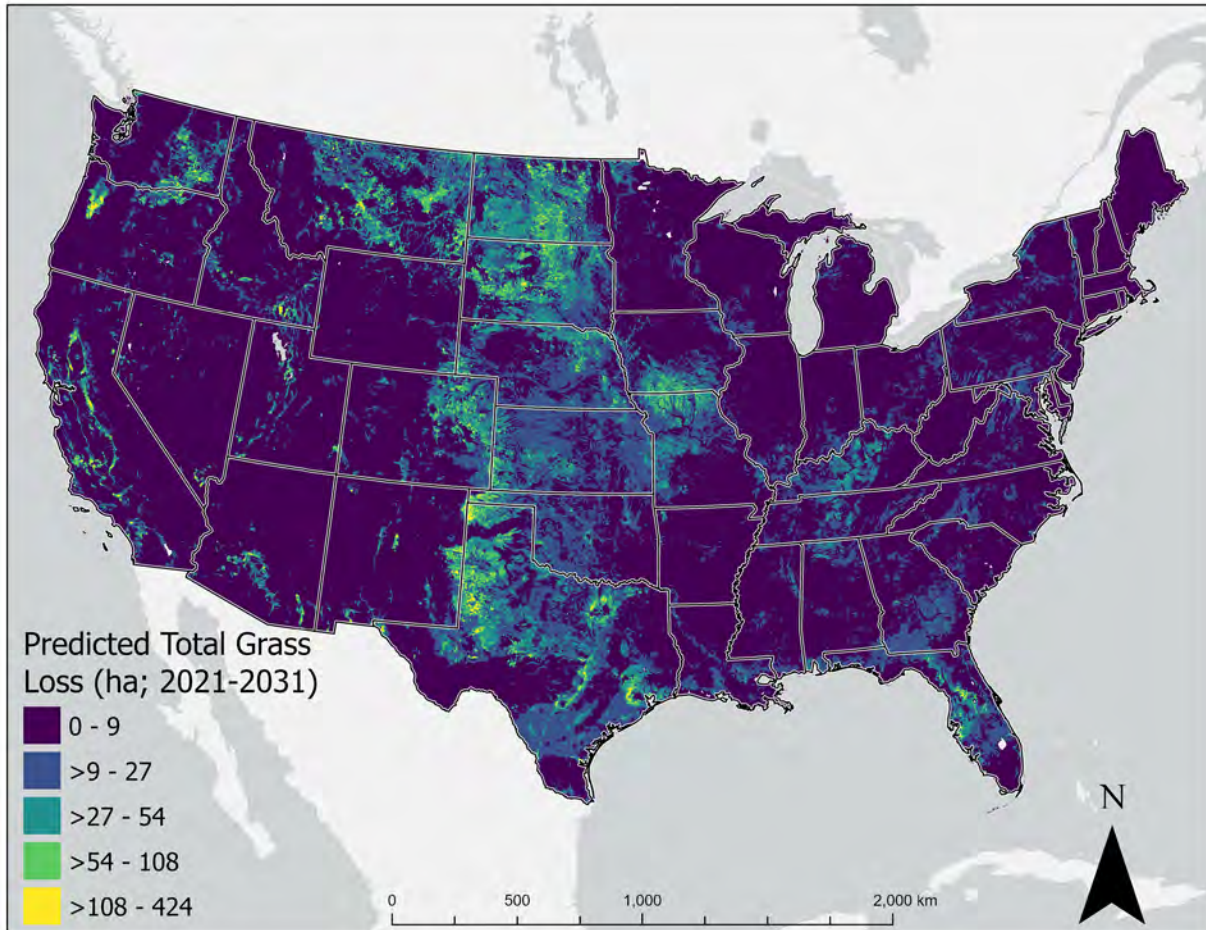 Predicted Total Grass
Loss (ha; 2021-2031)
0 - 9
>9 - 27
>27 - 54
>54 - 108
>108 - 424
0 500 1,000 2,000 km
N